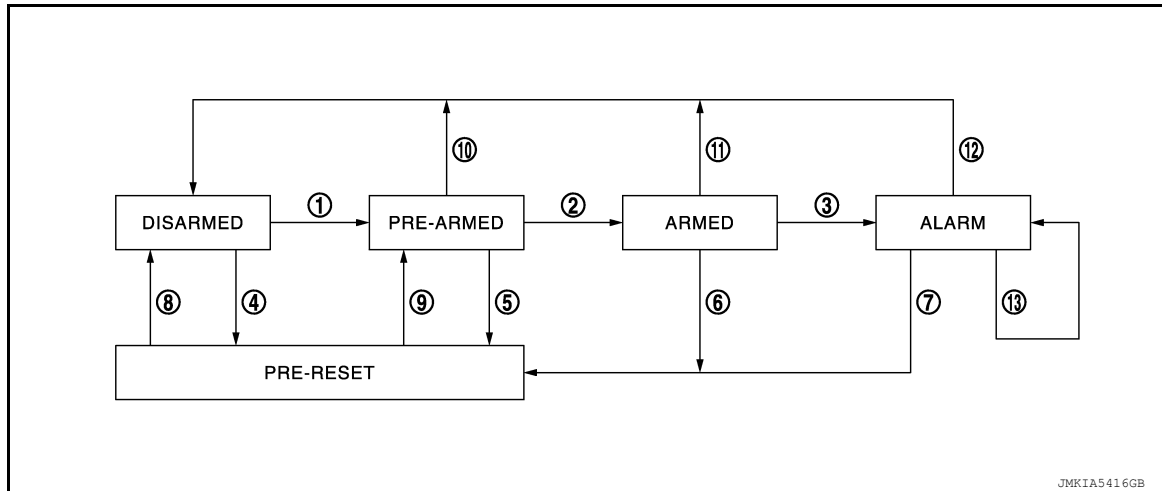 ⑩ ⑪ ⑫
DISARMED ① PRE-ARMED ② ARMED ③ ALARM
⑧ ④ ⑨ ⑤ ⑥ ⑦ ⑬
PRE-RESET
JMKIA5416GB